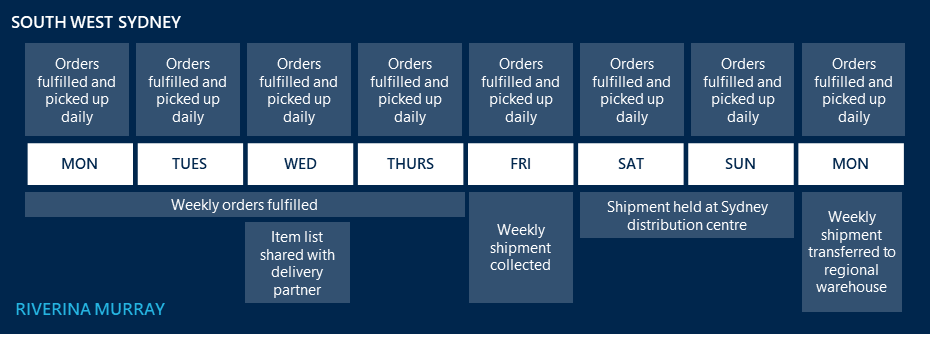 SOUTH WEST SYDNEY
Orders
fulfilled and
picked up
daily
Orders
fulfilled and
picked up
daily
Orders
fulfilled and
picked up
daily
Orders
fulfilled and
picked up
daily
Orders
fulfilled and
picked up
daily
Orders
fulfilled and
picked up
daily
Orders
fulfilled and
picked up
daily
Orders
fulfilled and
picked up
daily
MON
TUES
WED
THURS
FRI
SAT
SUN
MON
Weekly orders fulfilled
Item list
shared with
delivery
partner
Weekly
shipment
collected
Shipment held at Sydney
distribution centre
Weekly
shipment
transferred to
regional
warehouse
RIVERINA MURRAY